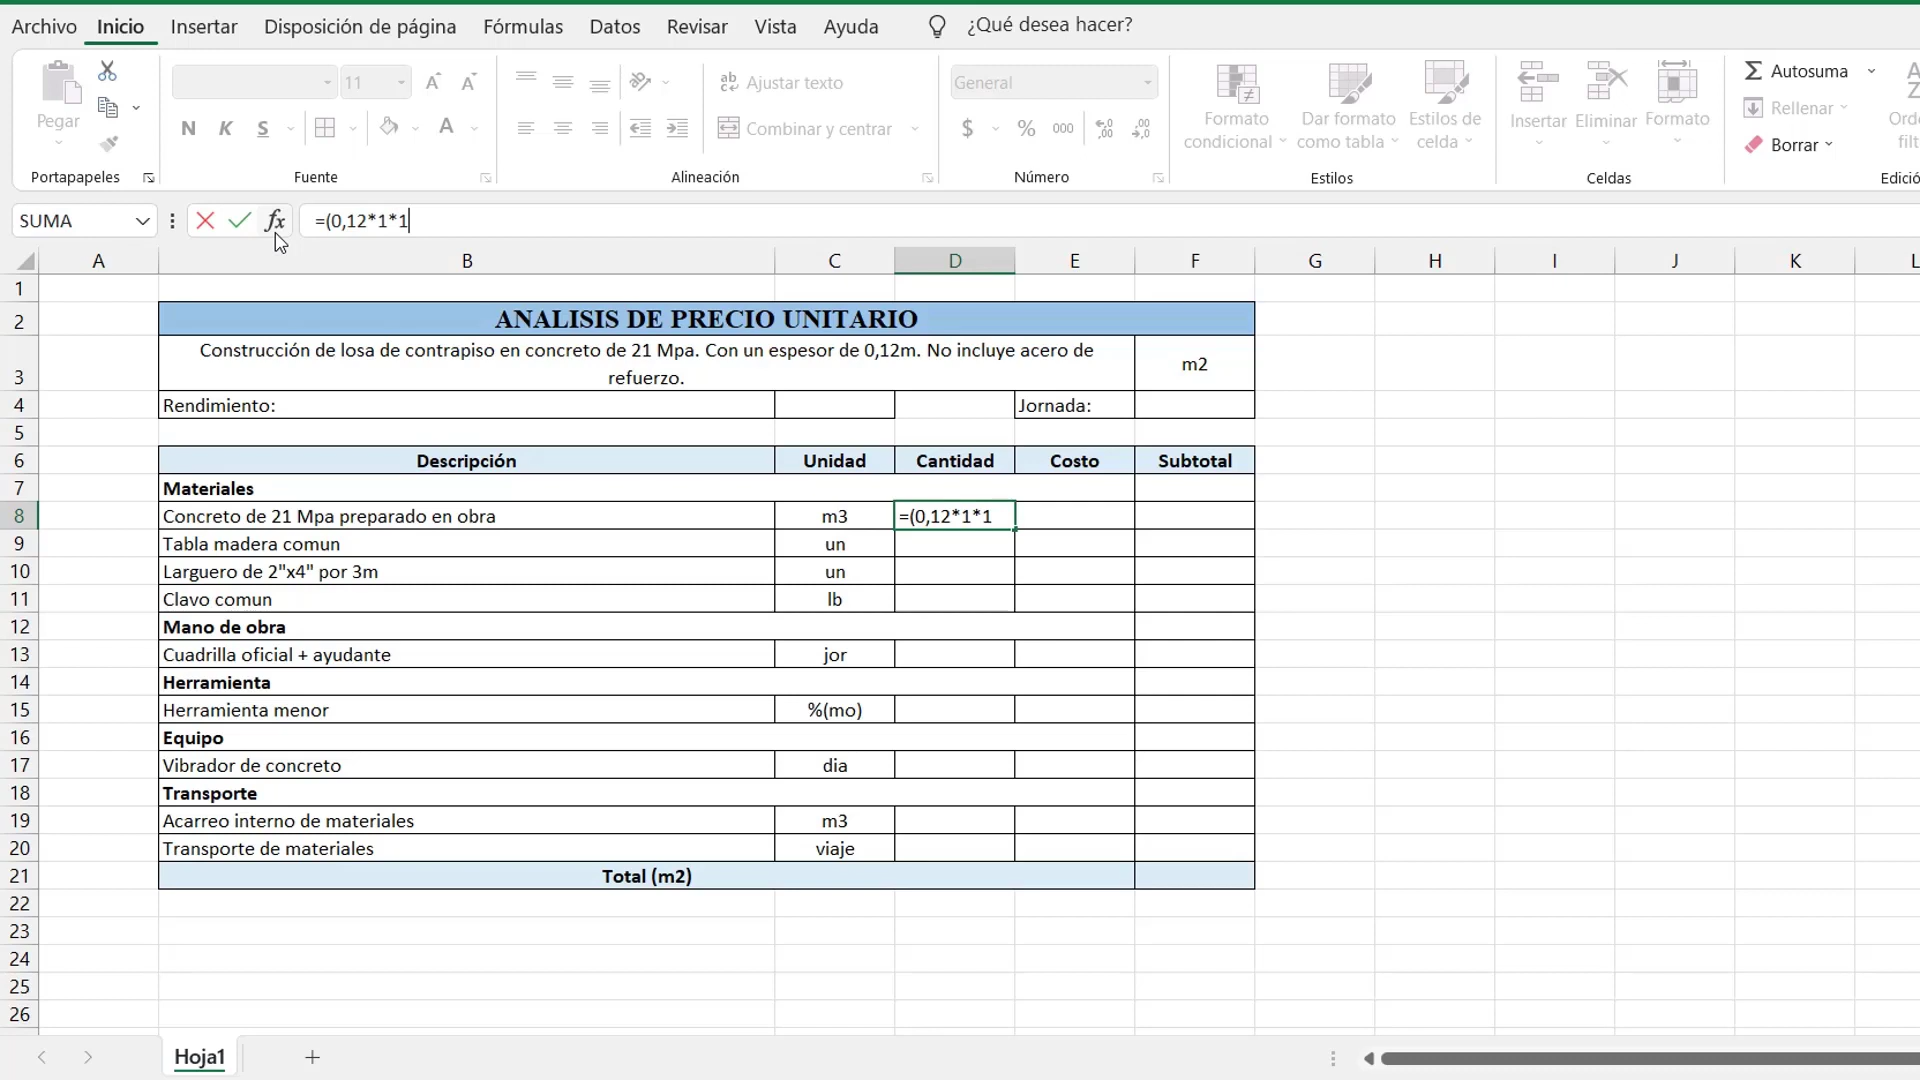 Archivo Inicio Insertar Disposición de página Fórmulas Datos Revisar Vista Ayuda ¿Qué desea hacer?
Pegar
11
N K S
A
ab Ajustar texto
Combinar y centrar
General
$ % 000
Formato condicional
Dar formato como tabla
Estilos de celda
Insertar Eliminar Formato
Σ Autosuma
Rellenar
Borrar
Portapapeles Fuente Alineación Número Estilos Celdas
SUMA fx =(0,12*1*1
A B C D E F G H I J K L
1
2 ANALISIS DE PRECIO UNITARIO
3 Construcción de losa de contrapiso en concreto de 21 Mpa. Con un espesor de 0,12m. No incluye acero de
refuerzo. m2
4 Rendimiento: Jornada:
5
6 Descripción Unidad Cantidad Costo Subtotal
7 Materiales
8 Concreto de 21 Mpa preparado en obra m3 =(0,12*1*1
9 Tabla madera comun un
10 Larguero de 2"x4" por 3m un
11 Clavo comun lb
12 Mano de obra
13 Cuadrilla oficial + ayudante jor
14 Herramienta
15 Herramienta menor %(mo)
16 Equipo
17 Vibrador de concreto dia
18 Transporte
19 Acarreo interno de materiales m3
20 Transporte de materiales viaje
21 Total (m2)
22
23
24
25
26
Hoja1